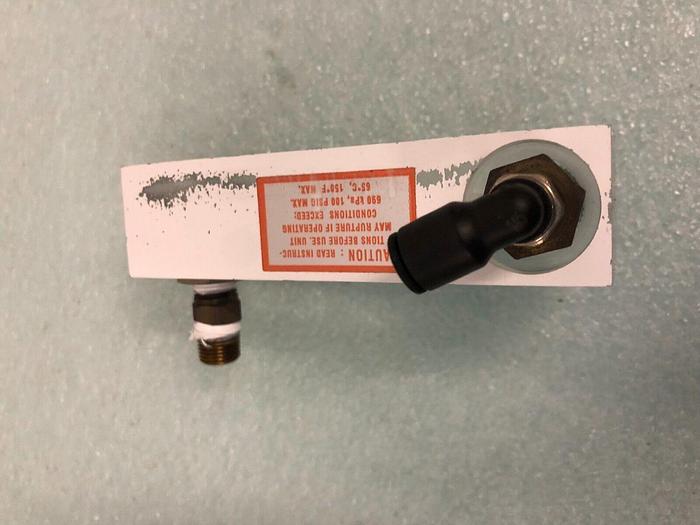 AUTION : READ INSTRUC-
TIONS BEFORE USE. UNIT
MAY RUPTURE IF OPERATING
CONDITIONS EXCEED:
690 kPa, 100 PSIG MAX.
65°C, 150°F MAX.